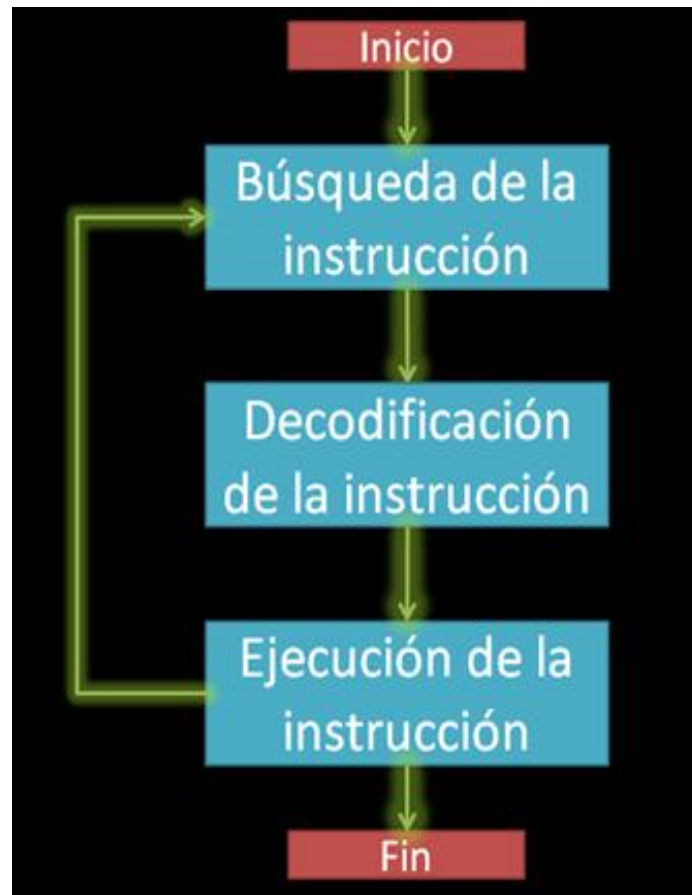 Inicio
Búsqueda de la
instrucción
Decodificación
de la instrucción
Ejecución de la
instrucción
Fin